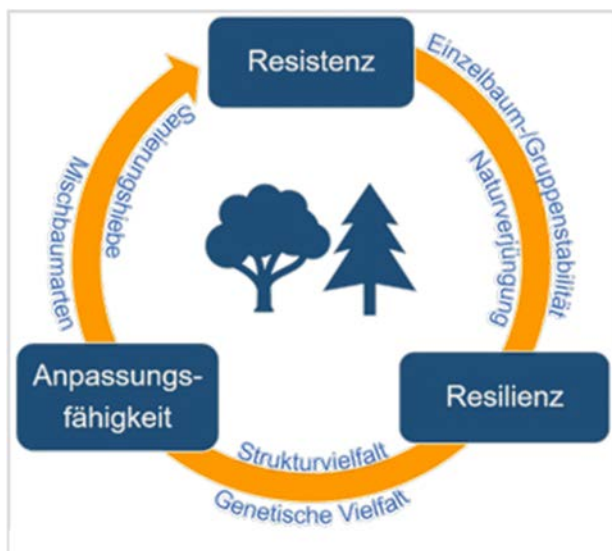 Resistenz
Einzelbaum-/Gruppenstabilität
Naturverjüngung
Resilienz
Strukturvielfalt
Genetische Vielfalt
Anpassungs-
fähigkeit
Mischbaumarten
Sanierungshiebe